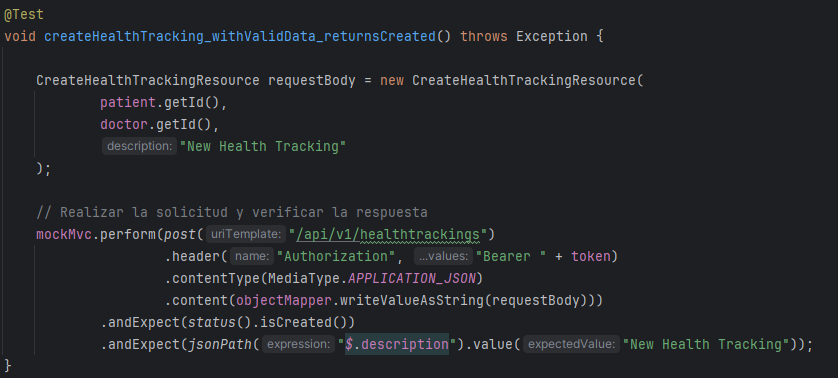 @Test
void createHealthTracking_withValidData_returnsCreated() throws Exception {
CreateHealthTrackingResource requestBody = new CreateHealthTrackingResource(
patient.getId(),
doctor.getId(),
description: "New Health Tracking"
);
// Realizar la solicitud y verificar la respuesta
mockMvc.perform(post( uriTemplate: "/api/v1/healthtrackings")
.header( name: "Authorization", ...values: "Bearer " + token)
.contentType(MediaType.APPLICATION_JSON)
.content(objectMapper.writeValueAsString(requestBody)))
.andExpect(status().isCreated())
.andExpect(jsonPath( expression: "$.description").value( expectedValue: "New Health Tracking"));
}